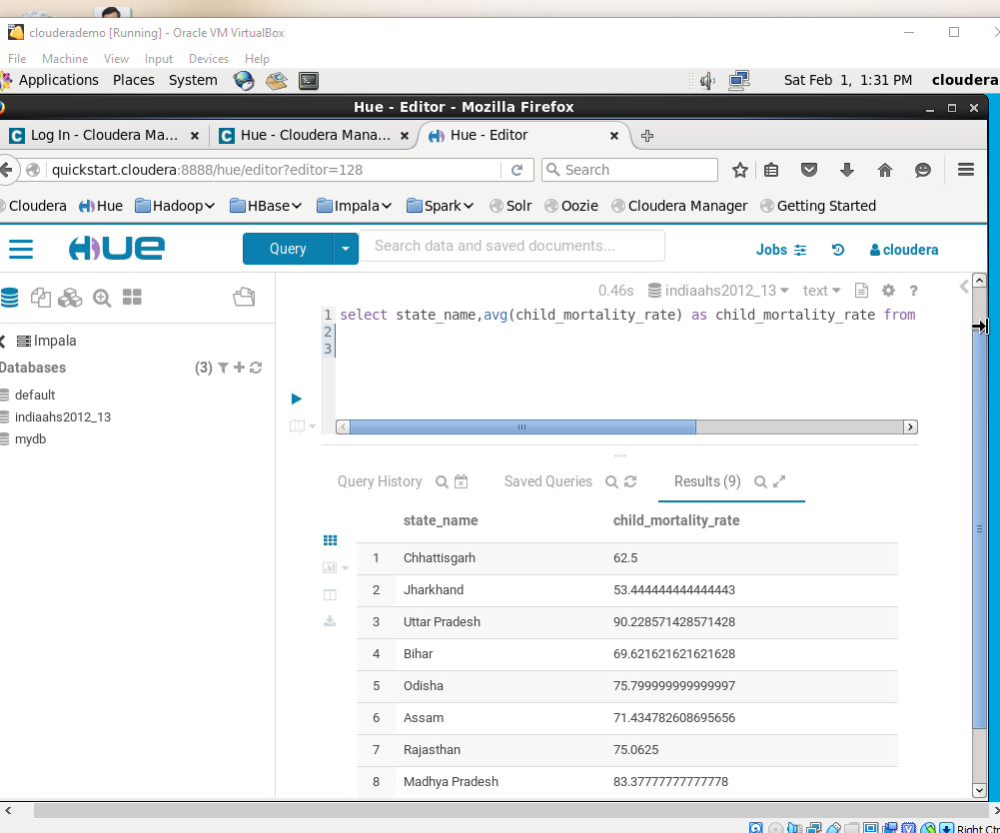 clouderademo [Running] - Oracle VM VirtualBox
File Machine View Input Devices Help
Applications Places System Sat Feb 1, 1:31 PM cloudera
Hue - Editor - Mozilla Firefox
Log In - Cloudera Ma... Hue - Cloudera Mana... Hue - Editor
quickstart.cloudera:8888/hue/editor?editor=128 Search
Cloudera Hue Hadoop HBase Impala Spark Solr Oozie Cloudera Manager Getting Started
HUE Query Search data and saved documents... Jobs cloudera
0.46s indiaahs2012_13 text ?
1 select state_name,avg(child_mortality_rate) as child_mortality_rate from
2
3
Impala
Databases (3)
default
indiaahs2012_13
mydb
Query History Saved Queries Results (9)
state_name child_mortality_rate
1 Chhattisgarh 62.5
2 Jharkhand 53.444444444444443
3 Uttar Pradesh 90.228571428571428
4 Bihar 69.621621621621628
5 Odisha 75.799999999999997
6 Assam 71.434782608695656
7 Rajasthan 75.0625
8 Madhya Pradesh 83.37777777777778
Right Ctr